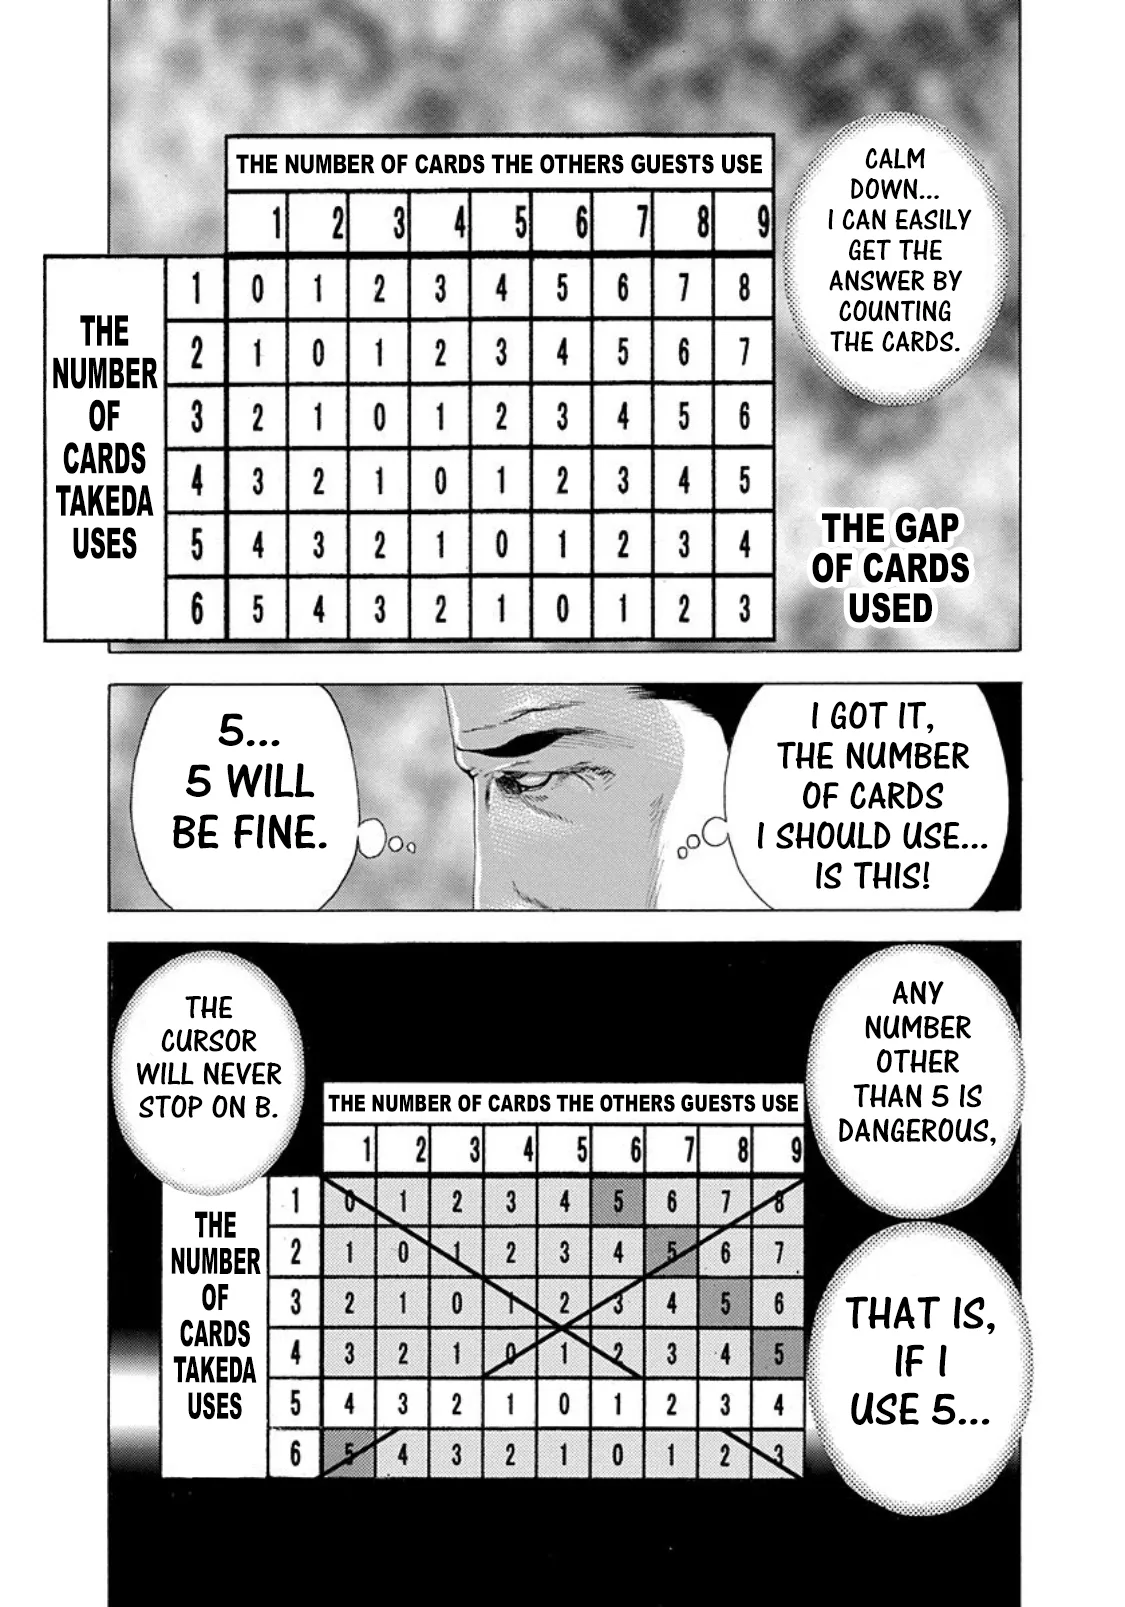 CALM
DOWN...
I CAN EASILY
GET THE
ANSWER BY
COUNTING
THE CARDS.
THE NUMBER OF CARDS THE OTHERS GUESTS USE
1 2 3 4 5 6 7 8 9
THE
NUMBER
OF
CARDS
TAKEDA
USES
1 0 1 2 3 4 5 6 7 8
2 1 0 1 2 3 4 5 6 7
3 2 1 0 1 2 3 4 5 6
4 3 2 1 0 1 2 3 4 5
5 4 3 2 1 0 1 2 3 4
6 5 4 3 2 1 0 1 2 3
THE GAP
OF CARDS
USED
I GOT IT,
THE NUMBER
OF CARDS
I SHOULD USE...
IS THIS!
5...
5 WILL
BE FINE.
ANY
NUMBER
OTHER
THAN 5 IS
DANGEROUS,
THAT IS,
IF I
USE 5...
THE
CURSOR
WILL NEVER
STOP ON B.
THE NUMBER OF CARDS THE OTHERS GUESTS USE
1 2 3 4 5 6 7 8 9
THE
NUMBER
OF
CARDS
TAKEDA
USES
1 0 1 2 3 4 5 6 7 8
2 1 0 1 2 3 4 5 6 7
3 2 1 0 1 2 3 4 5 6
4 3 2 1 0 1 2 3 4 5
5 4 3 2 1 0 1 2 3 4
6 5 4 3 2 1 0 1 2 3